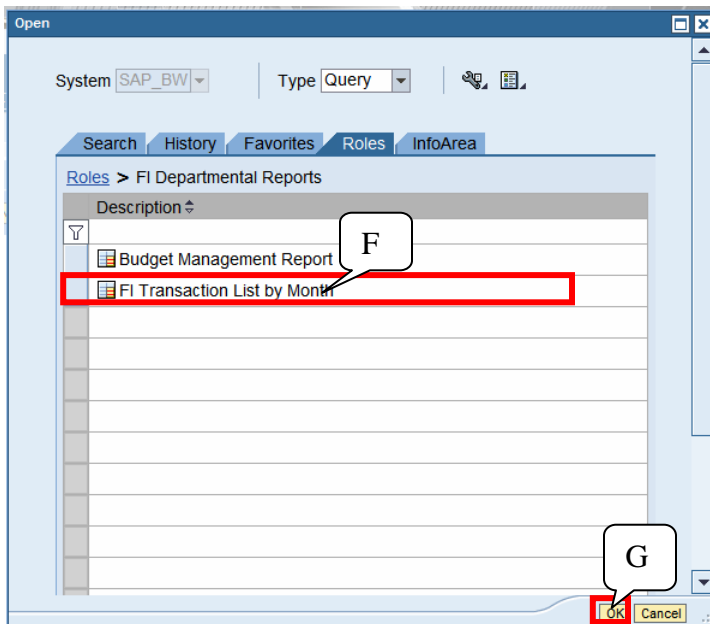 Open
System SAP_BW Type Query
Search History Favorites Roles InfoArea
Roles > FI Departmental Reports
Description
F
Budget Management Report
FI Transaction List by Month
G
OK Cancel